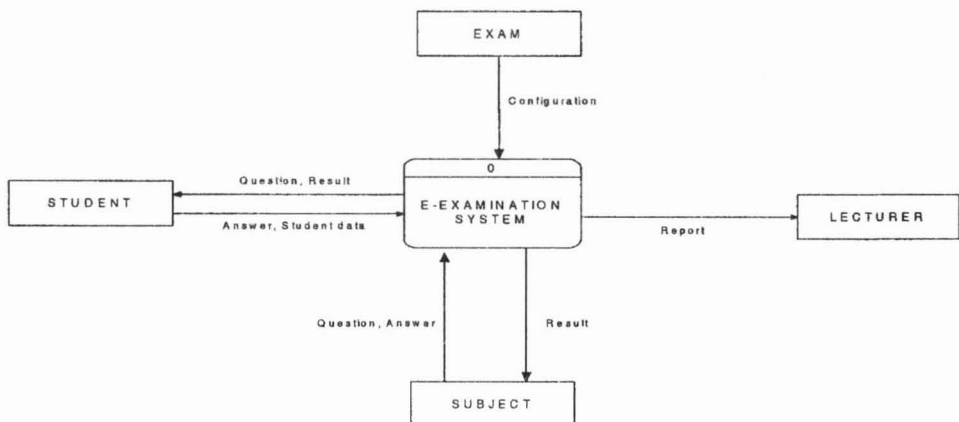 EXAM
Configuration
0
Question, Result
STUDENT
E-EXAMINATION
SYSTEM
LECTURER
Answer, Student data
Report
Question, Answer
Result
SUBJECT